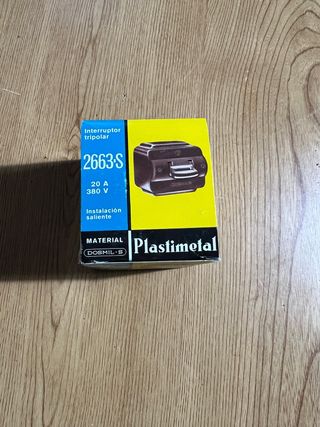 Interruptor
tripolar
2663-S
20 A
380 V
Instalación
saliente
MATERIAL
DOSMIL-S
Plastimetal